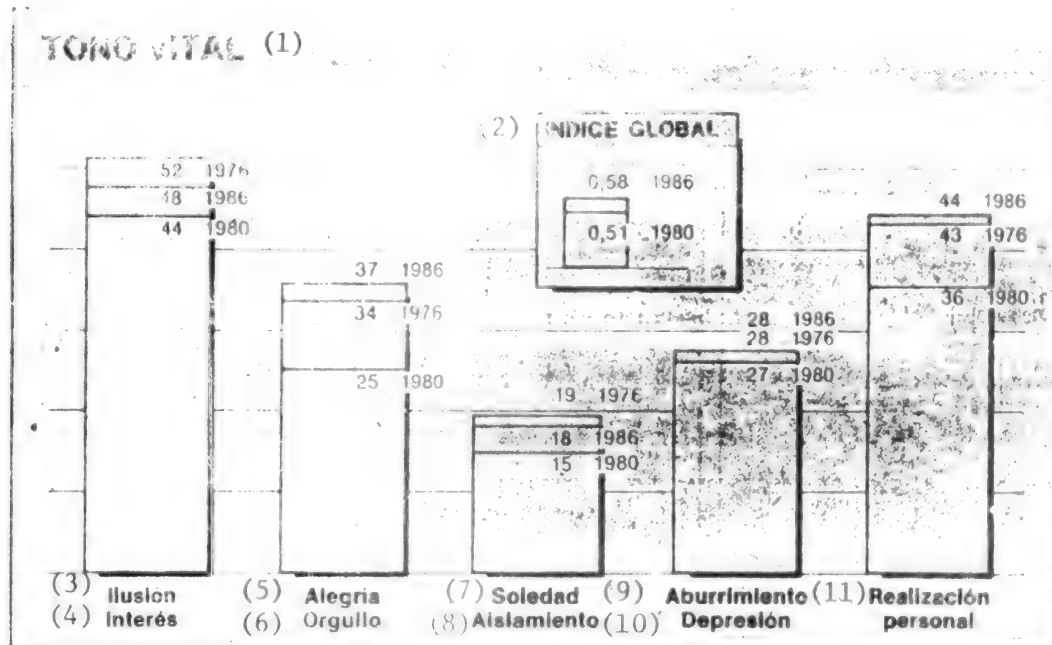 TONO VITAL (1)
(2) INDICE GLOBAL
0,58 1986
0,51 1980
52 1976
48 1986
44 1980
37 1986
34 1976
25 1980
19 1976
18 1986
15 1980
28 1986
28 1976
27 1980
44 1986
43 1976
36 1980
(3) Ilusión
(4) Interés
(5) Alegría
(6) Orgullo
(7) Soledad
(8) Aislamiento
(9) Aburrimiento
(10) Depresión
(11) Realización
personal